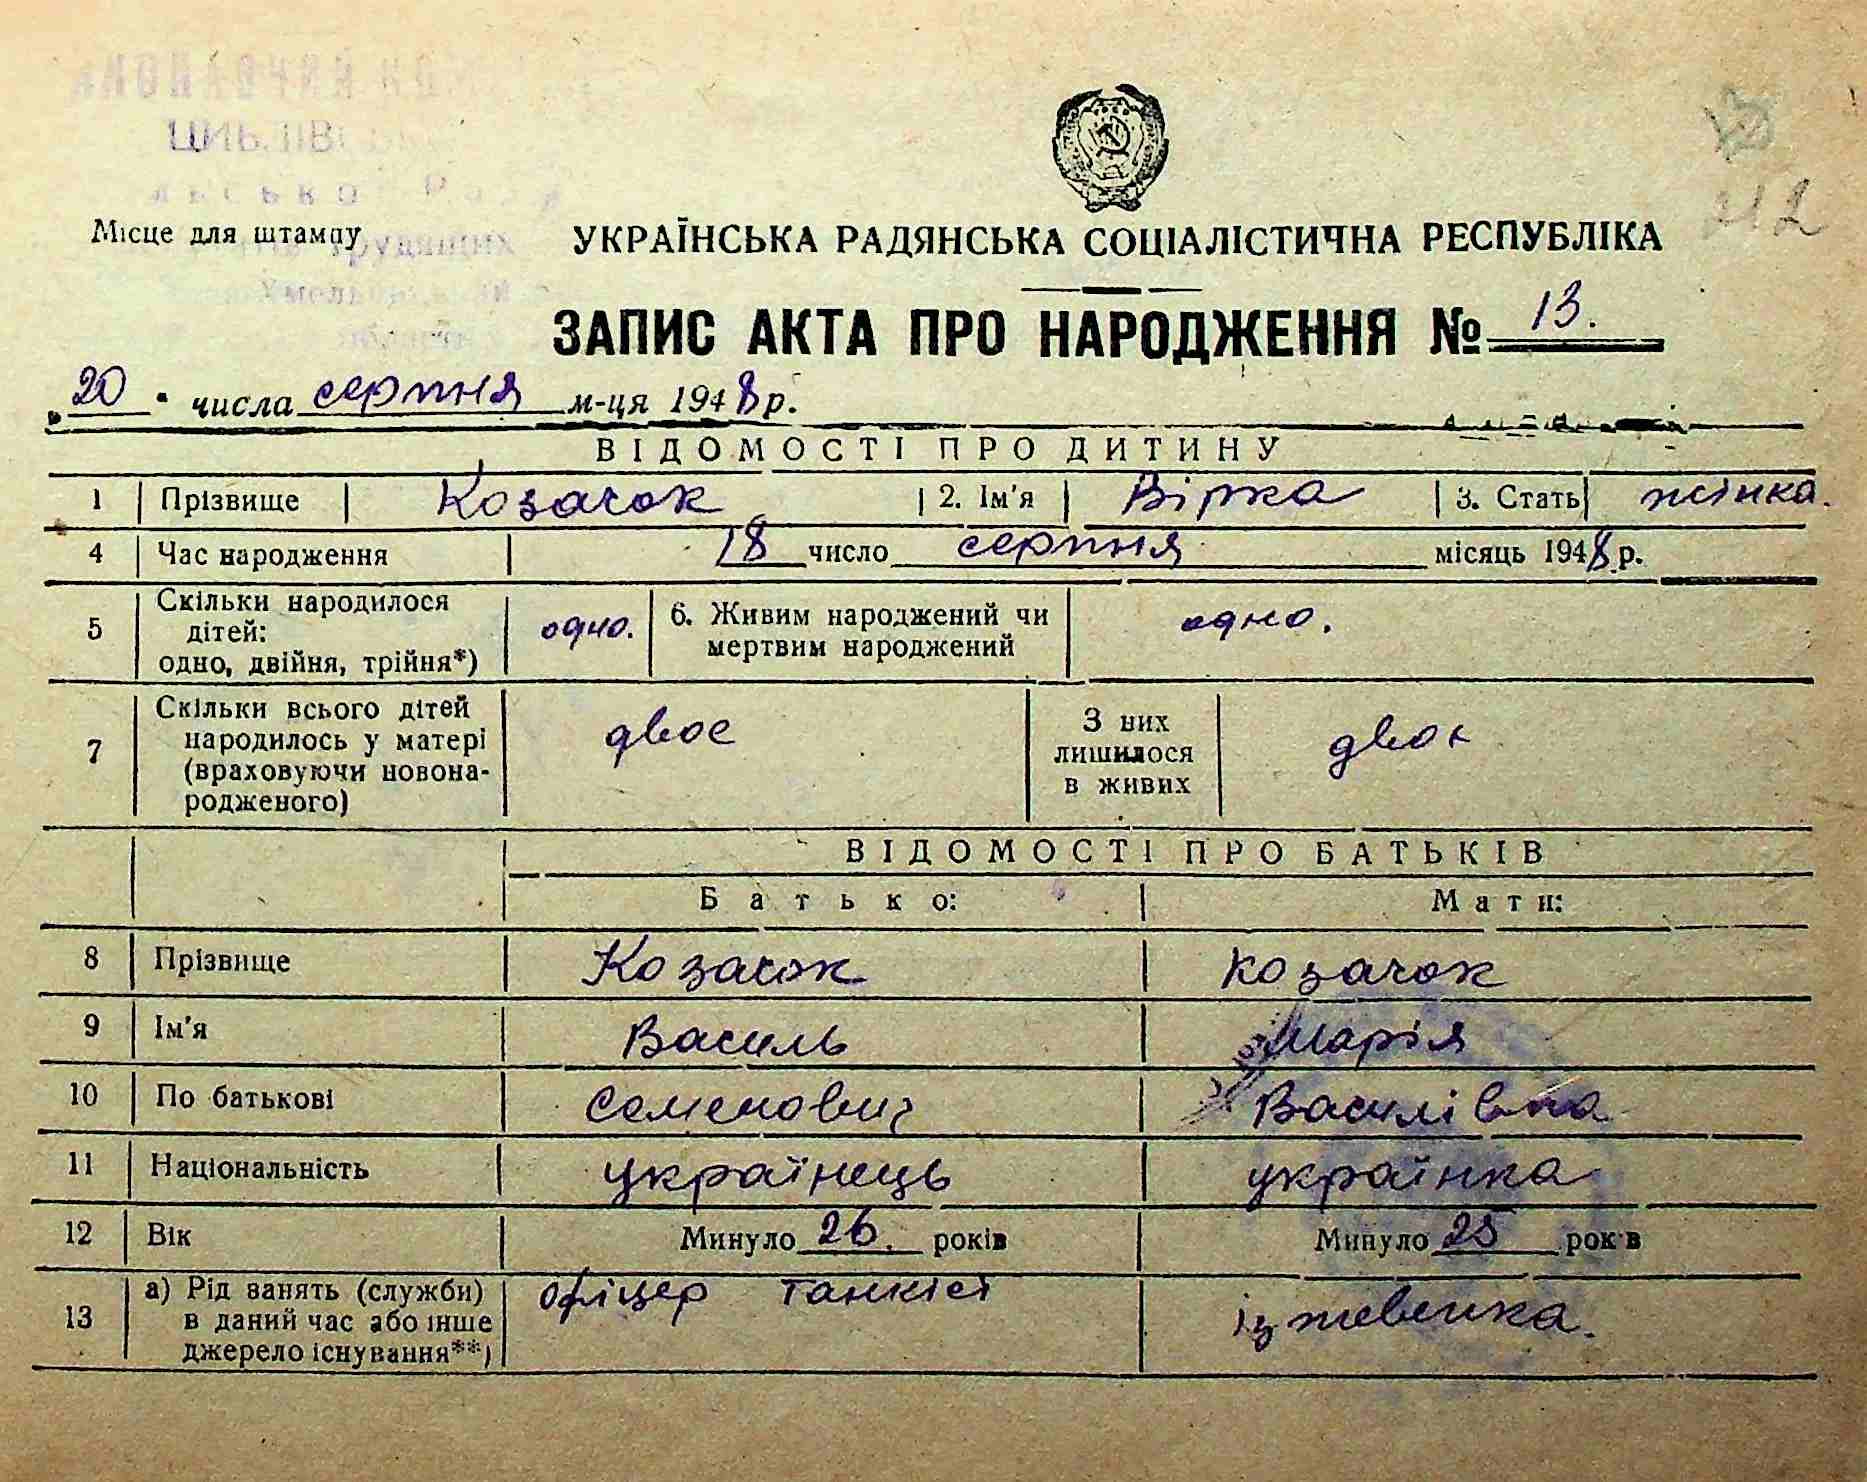 Місце для штампу
УКРАЇНСЬКА РАДЯНСЬКА СОЦІАЛІСТИЧНА РЕСПУБЛІКА
ЗАПИС АКТА ПРО НАРОДЖЕННЯ № 13.
212
„20" числа серпня м-ця 1948 р.
ВІДОМОСТІ ПРО ДИТИНУ
1 Прізвище Козачок 2. Ім'я Вірка 3. Стать жінка.
4 Час народження 18 число серпня місяць 1948 р.
5 Скільки народилося дітей: одно, двійня, трійня*) одно. 6. Живим народжений чи мертвим народжений одно.
7 Скільки всього дітей народилось у матері (враховуючи новонародженого) двоє З них лишилося в живих двоє
ВІДОМОСТІ ПРО БАТЬКІВ
Батько: Мати:
8 Прізвище Козачок Козачок
9 Ім'я Василь Марія
10 По батькові Семенович Василівна
11 Національність українець українка
12 Вік Минуло 26. років Минуло 25 років
13 а) Рід занять (служби) в даний час або інше джерело існування**) офіцер танкіст іцжевенка.